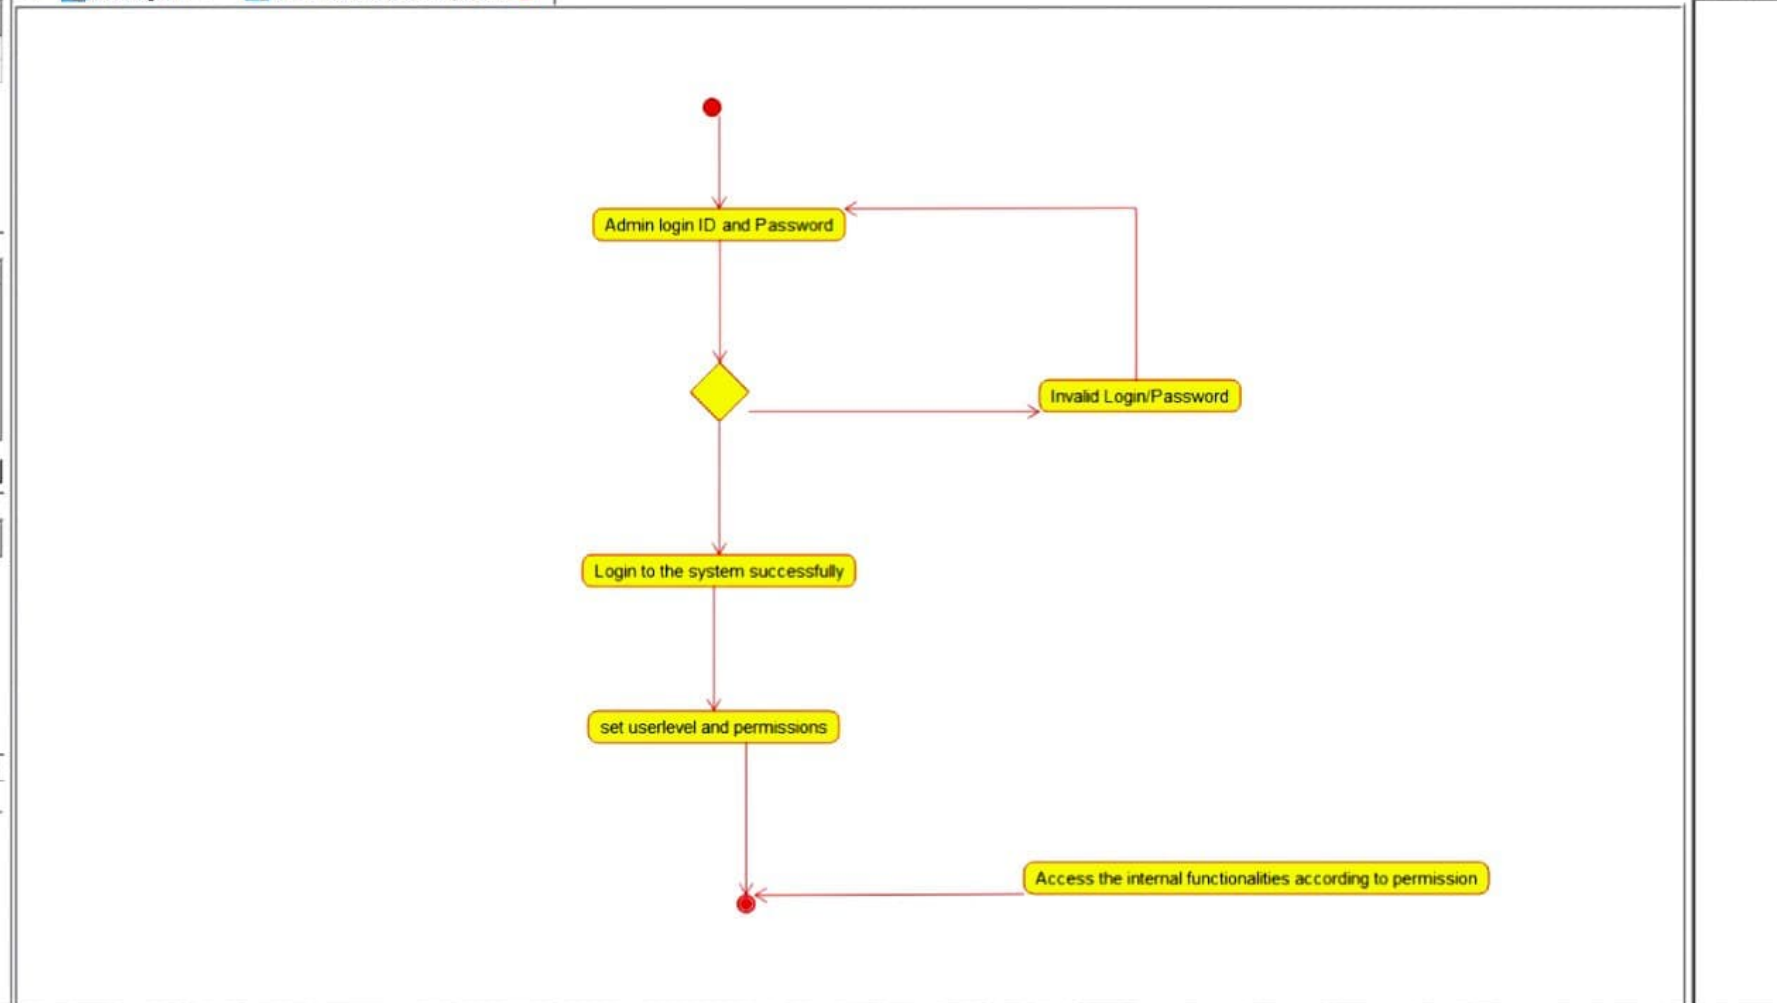 Admin login ID and Password
Invalid Login/Password
Login to the system successfully
set userlevel and permissions
Access the internal functionalities according to permission